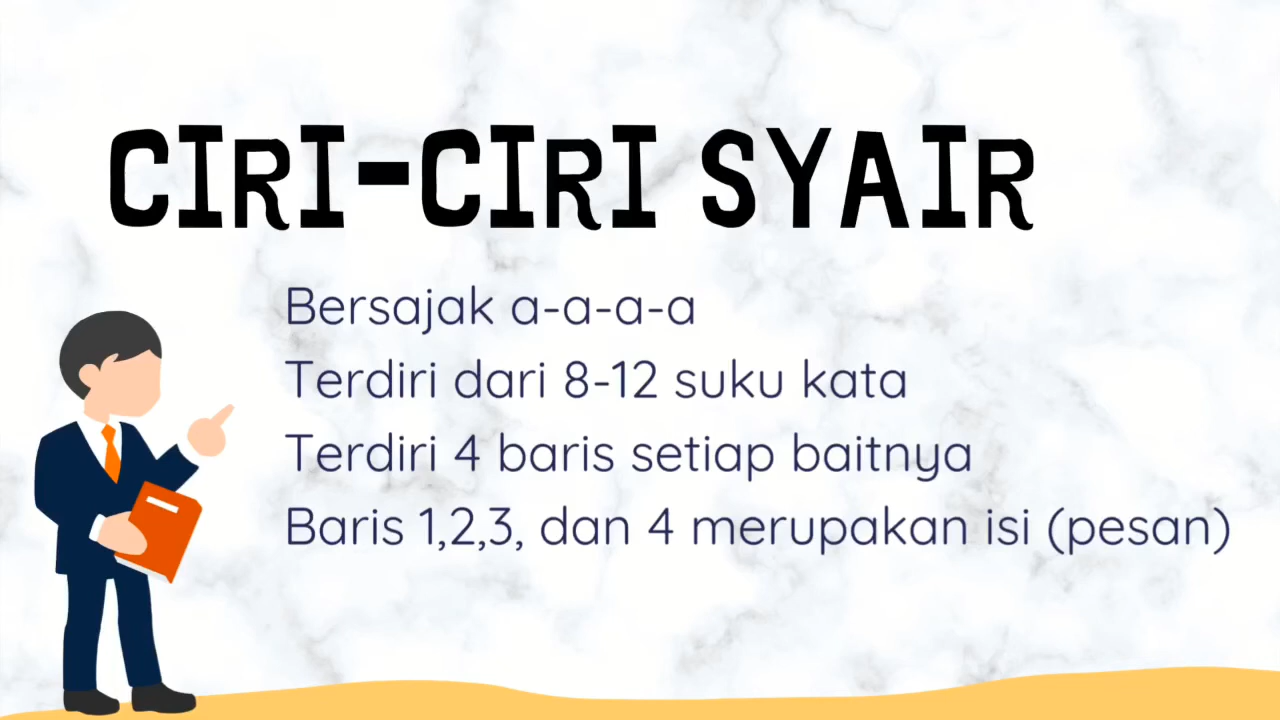 CIRI-CIRI SYAIR
Bersajak a-a-a-a
Terdiri dari 8-12 suku kata
Terdiri 4 baris setiap baitnya
Baris 1,2,3, dan 4 merupakan isi (pesan)